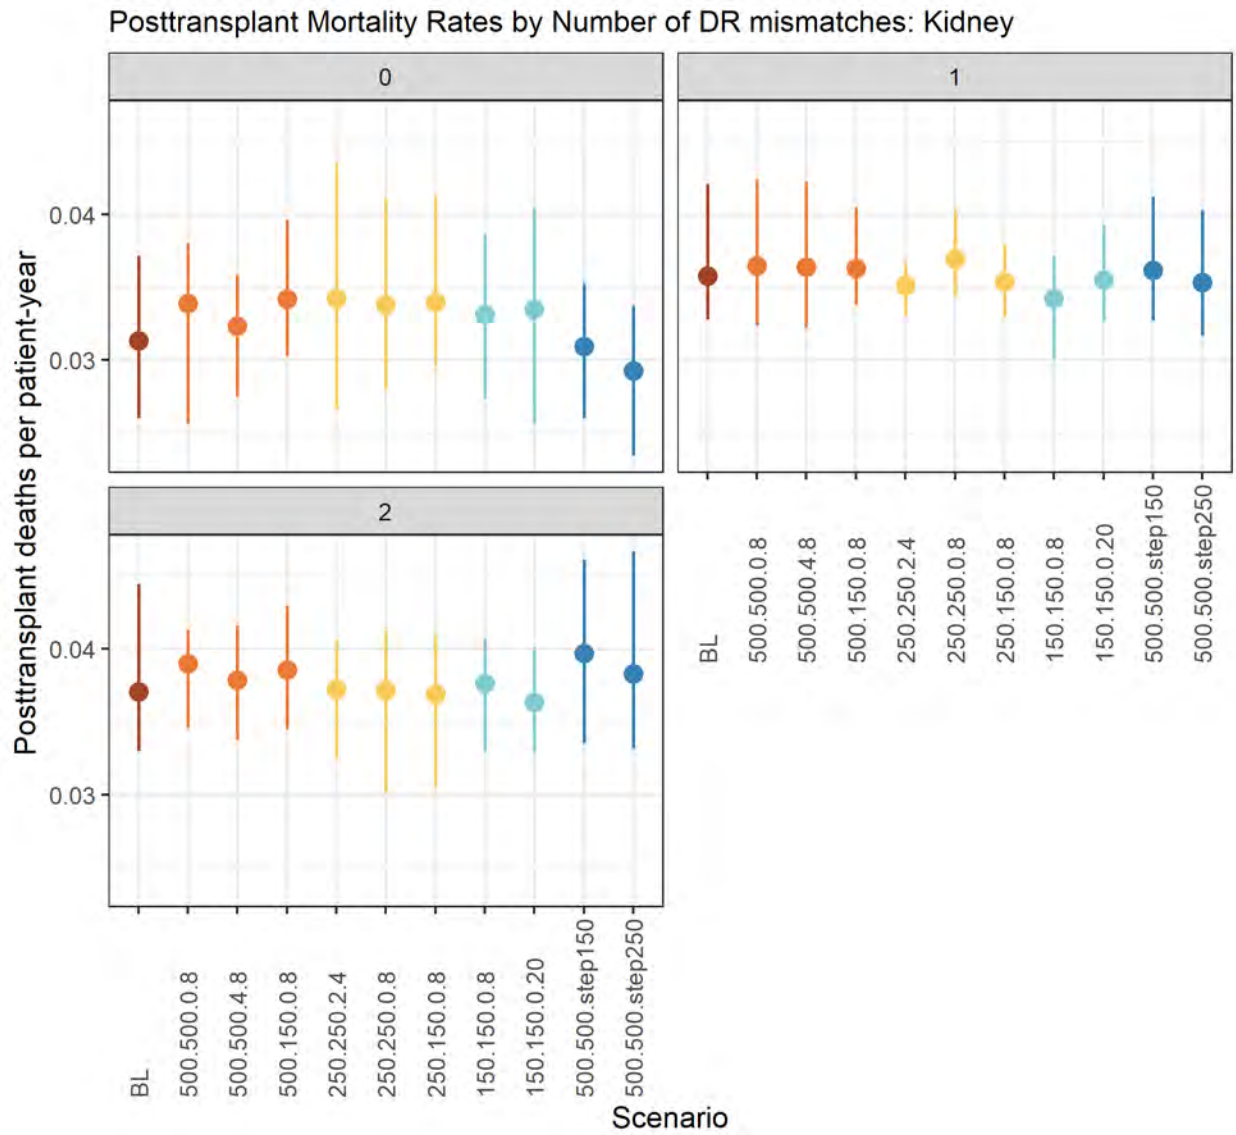 Posttransplant Mortality Rates by Number of DR mismatches: Kidney
0
1
0.04
0.03
Posttransplant deaths per patient-year
BL
500.500.0.8
500.500.4.8
500.150.0.8
250.250.2.4
250.250.0.8
250.150.0.8
150.150.0.8
150.150.0.20
500.500.step150
500.500.step250
2
0.04
0.03
BL
500.500.0.8
500.500.4.8
500.150.0.8
250.250.2.4
250.250.0.8
250.150.0.8
150.150.0.8
150.150.0.20
500.500.step150
500.500.step250
Scenario